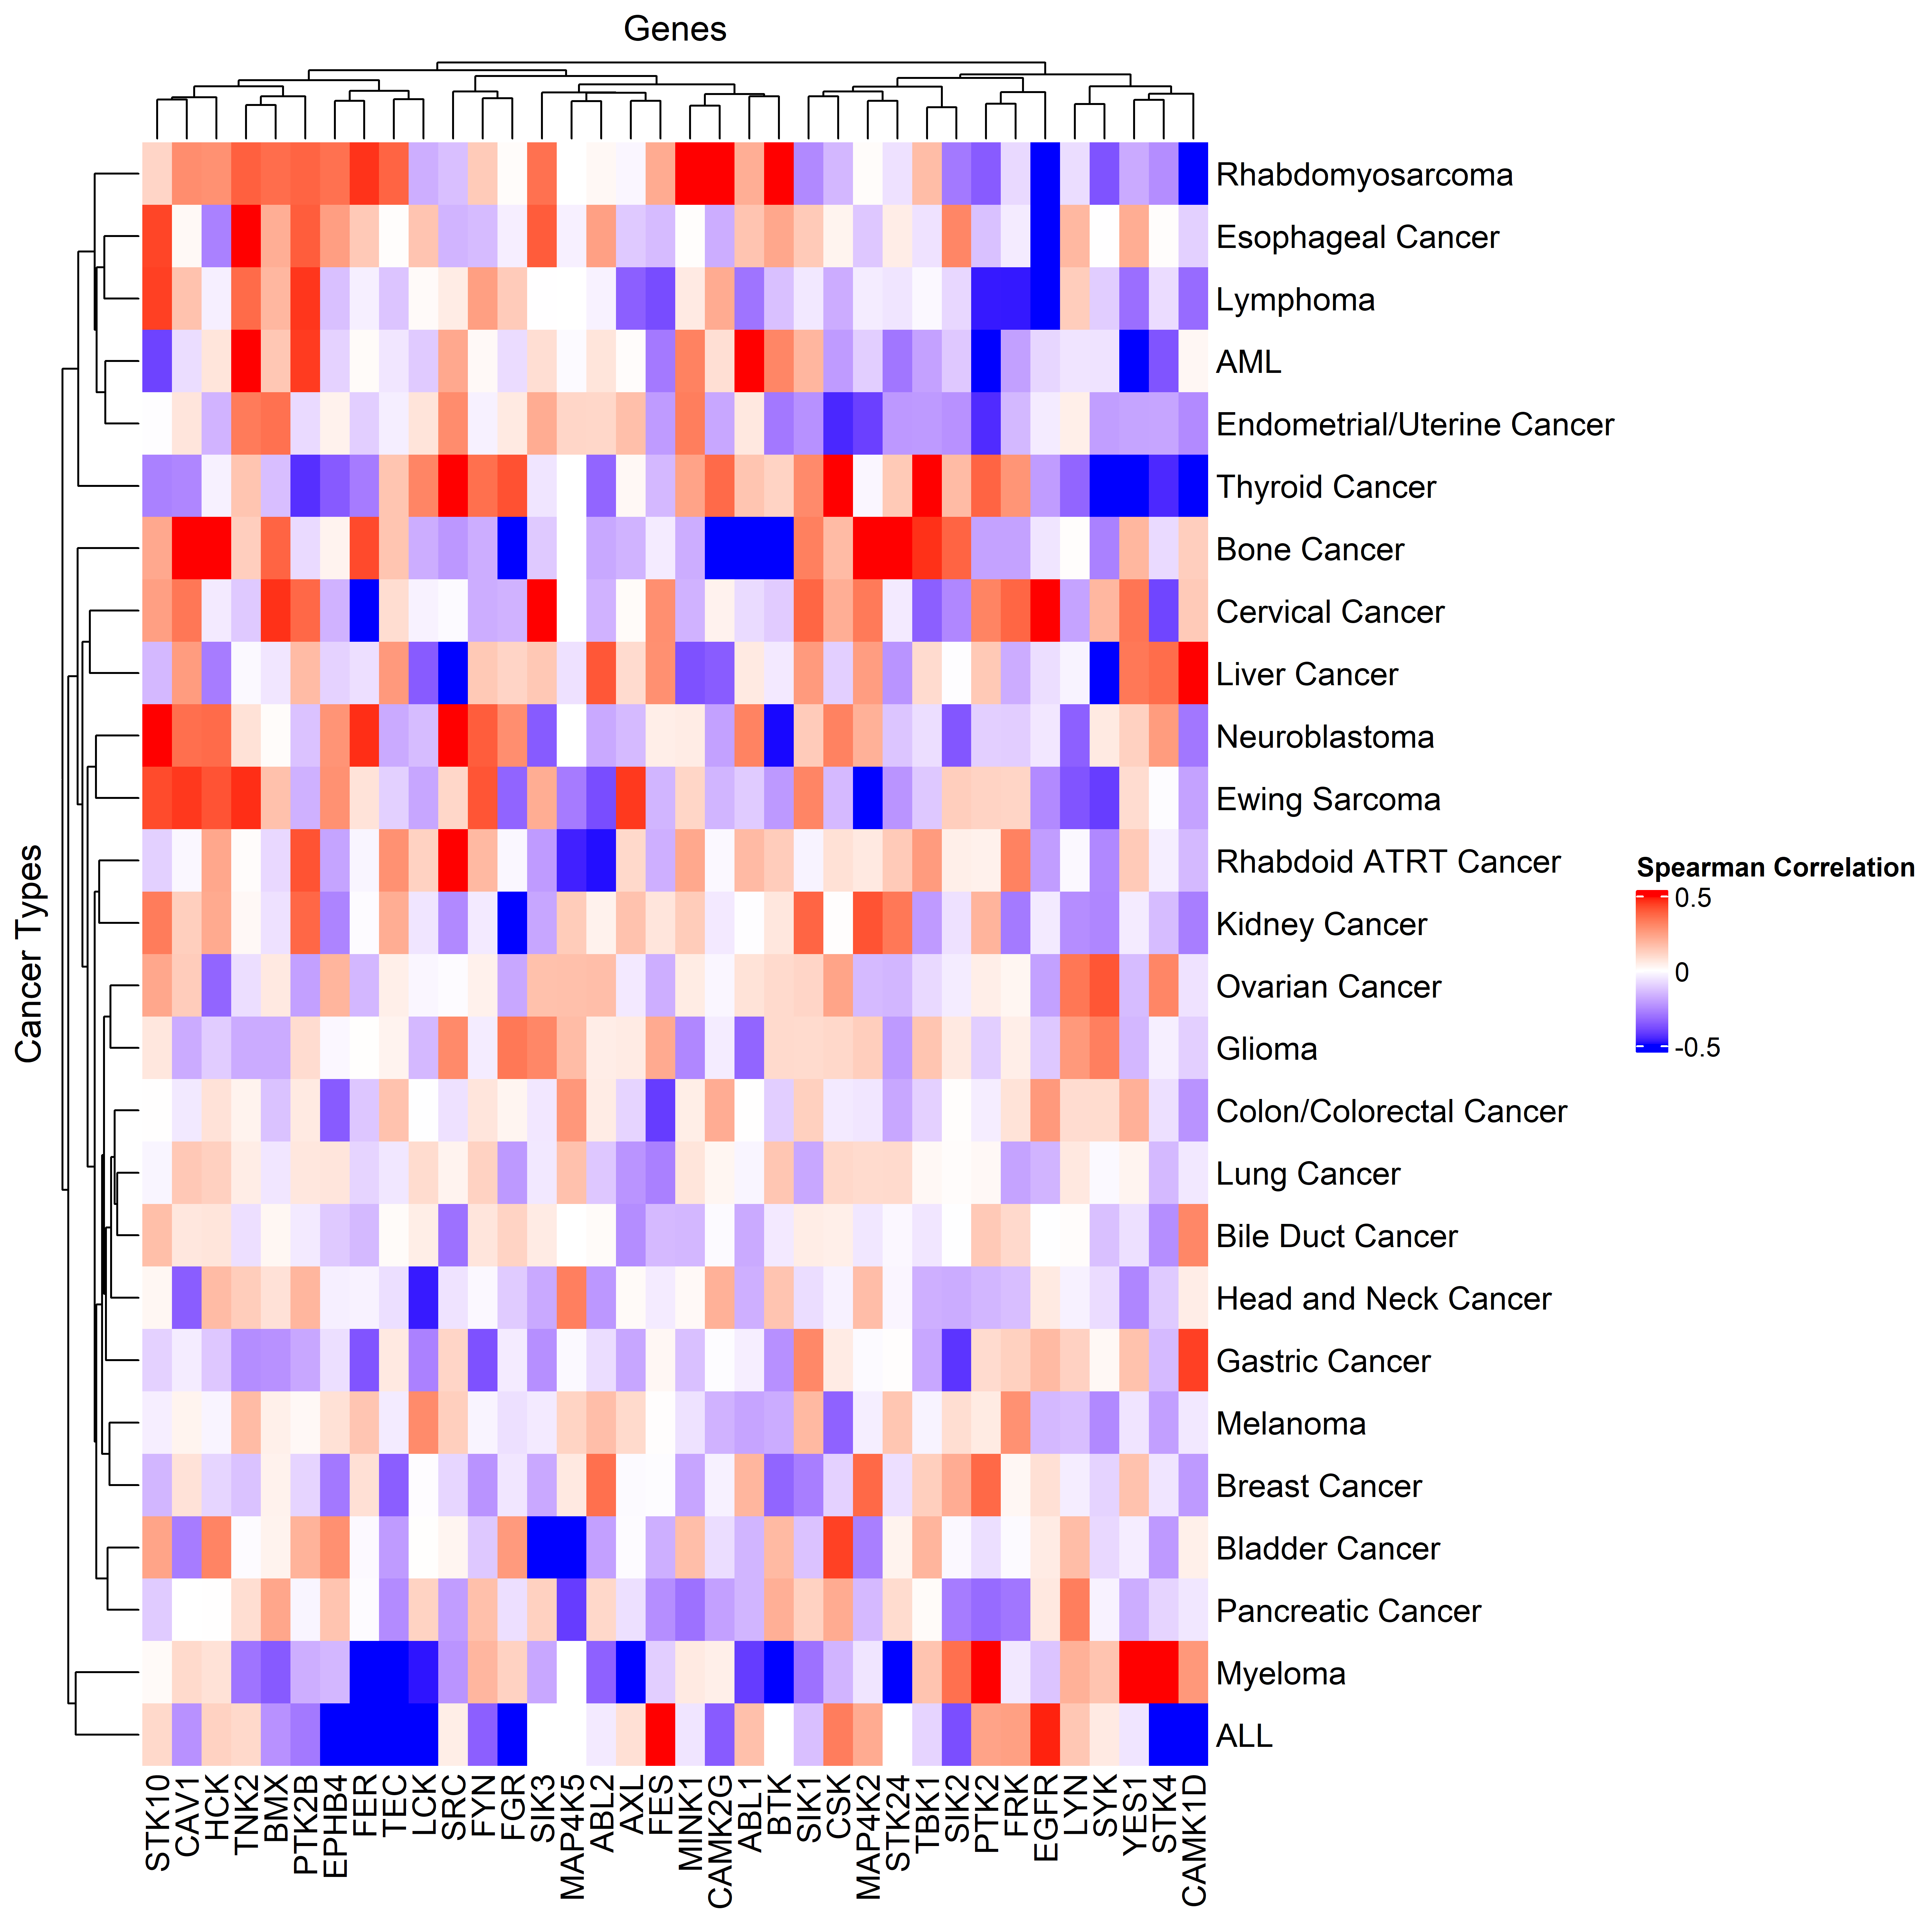 Genes
Cancer Types
Rhabdomyosarcoma
Esophageal Cancer
Lymphoma
AML
Endometrial/Uterine Cancer
Thyroid Cancer
Bone Cancer
Cervical Cancer
Liver Cancer
Neuroblastoma
Ewing Sarcoma
Rhabdoid ATRT Cancer
Kidney Cancer
Ovarian Cancer
Glioma
Colon/Colorectal Cancer
Lung Cancer
Bile Duct Cancer
Head and Neck Cancer
Gastric Cancer
Melanoma
Breast Cancer
Bladder Cancer
Pancreatic Cancer
Myeloma
ALL
Spearman Correlation
0.5
0
-0.5
STK10
CAV1
HCK
TNK2
BMX
PTK2B
EPHB4
FER
TEC
LCK
SRC
FYN
FGR
SIK3
MAP4K5
ABL2
AXL
FES
MINK1
CAMK2G
ABL1
BTK
SIK1
CSK
MAP4K2
STK24
TBK1
SIK2
PTK2
FRK
EGFR
LYN
SYK
YES1
STK4
CAMK1D